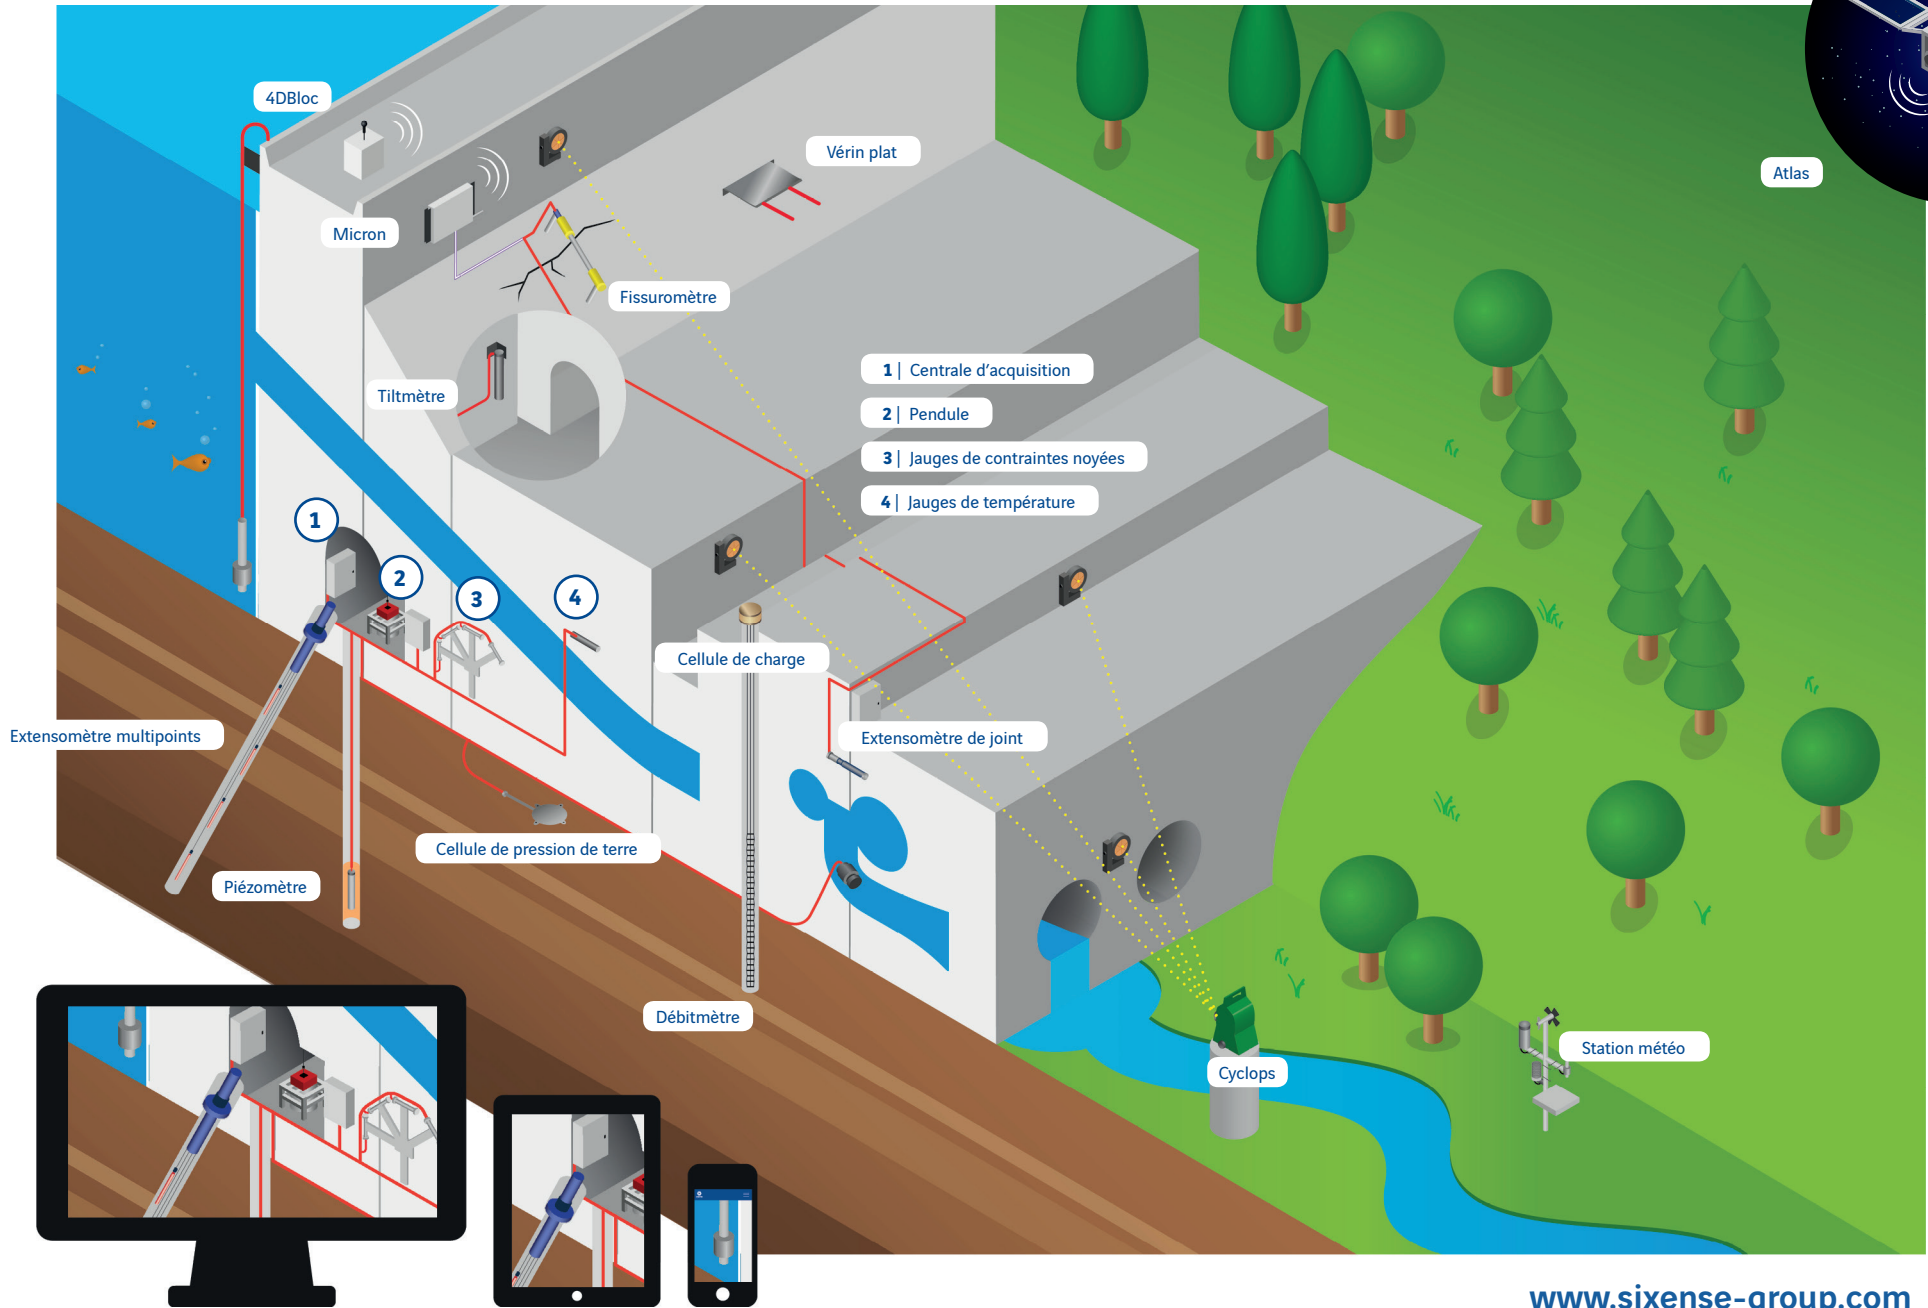 4DBloc
Vérin plat
Atlas
Micron
Fissuromètre
1 | Centrale d'acquisition
Tiltmètre
2 | Pendule
3 | Jauges de contraintes noyées
4 | Jauges de température
1
2
3
4
Cellule de charge
Extensomètre multipoints
Extensomètre de joint
Cellule de pression de terre
Piézomètre
Débitmètre
Station météo
Cyclops
www.sixense-group.com